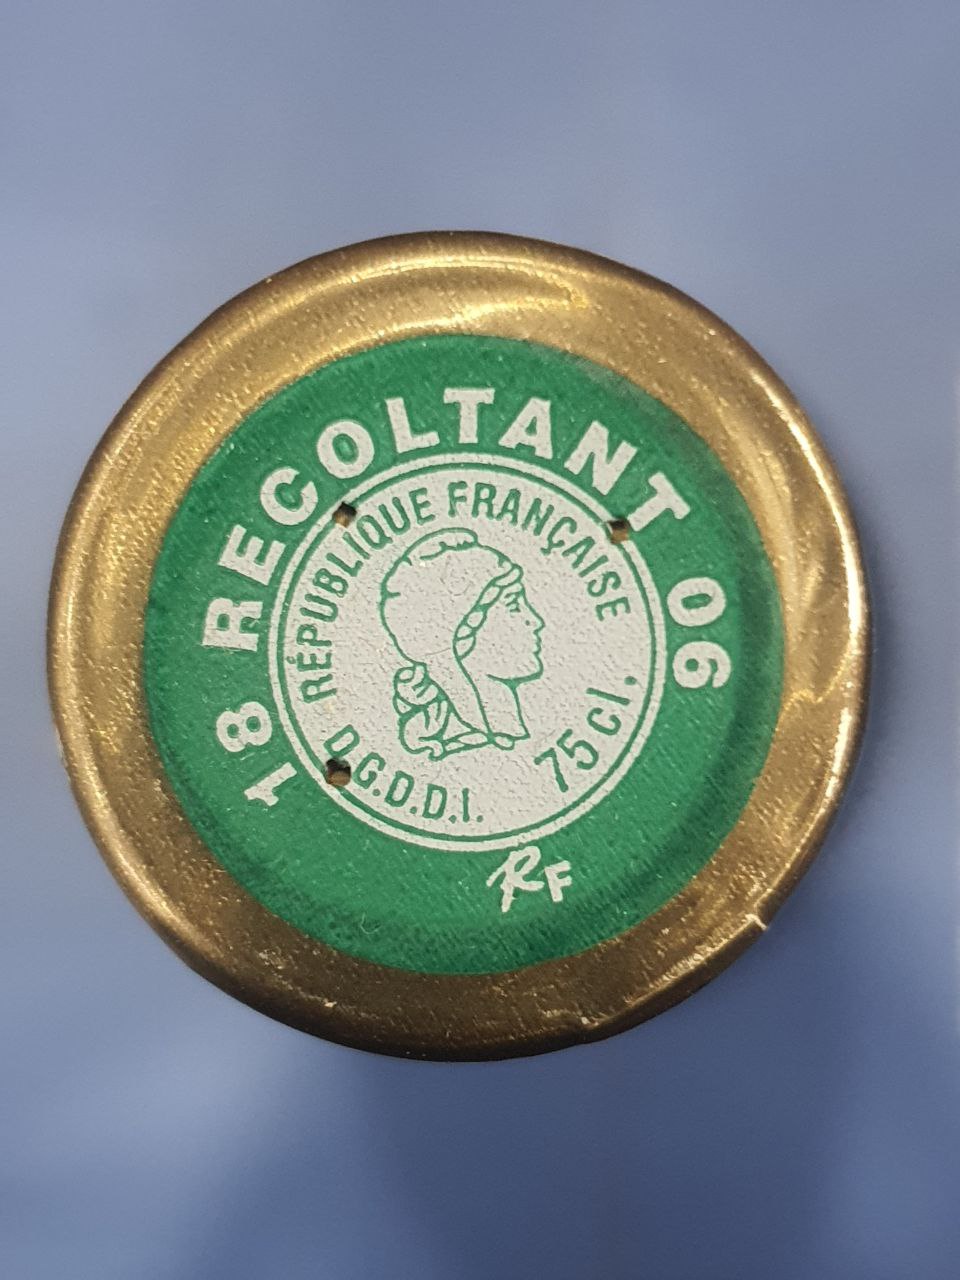 18 RECOLTANT 06
RÉPUBLIQUE FRANÇAISE
D.G.D.D.I.
75 cl.
RF